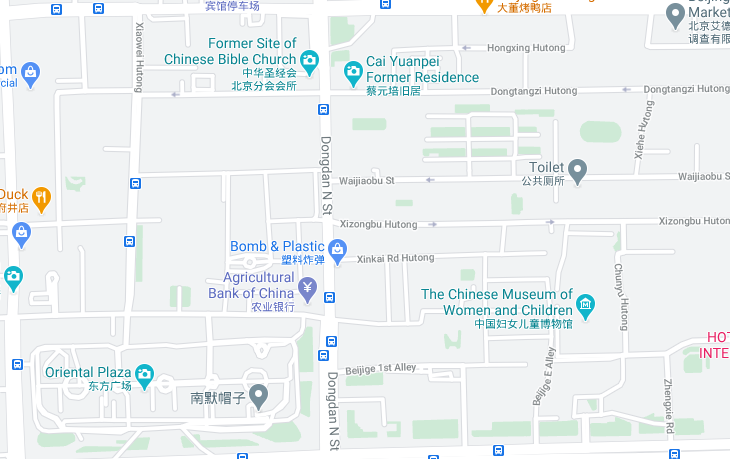 宾馆停车场
大董烤鸭店
Market
北京艾德
调查有限
Xiaowei Hutong
Former Site of
Chinese Bible Church
中华圣经会
北京分会会所
Hongxing Hutong
Cai Yuanpei
Former Residence
蔡元培旧居
Dongtangzi Hutong
Dongtangzi Hutong
Xiehe Hutong
Dongdan N St
Toilet
公共厕所
Waijiaobu St
Waijiaobu St
Duck
府井店
Xizongbu Hutong
Xizongbu Huton
Bomb & Plastic
塑料炸弹
Xinkai Rd Hutong
Chunyu Hutong
Agricultural
Bank of China
农业银行
The Chinese Museum of
Women and Children
中国妇女儿童博物馆
HOT
INTE
Oriental Plaza
东方广场
南默帽子
Beijige 1st Alley
Beijige E Alley
Zhengxie Rd
Dongdan N St